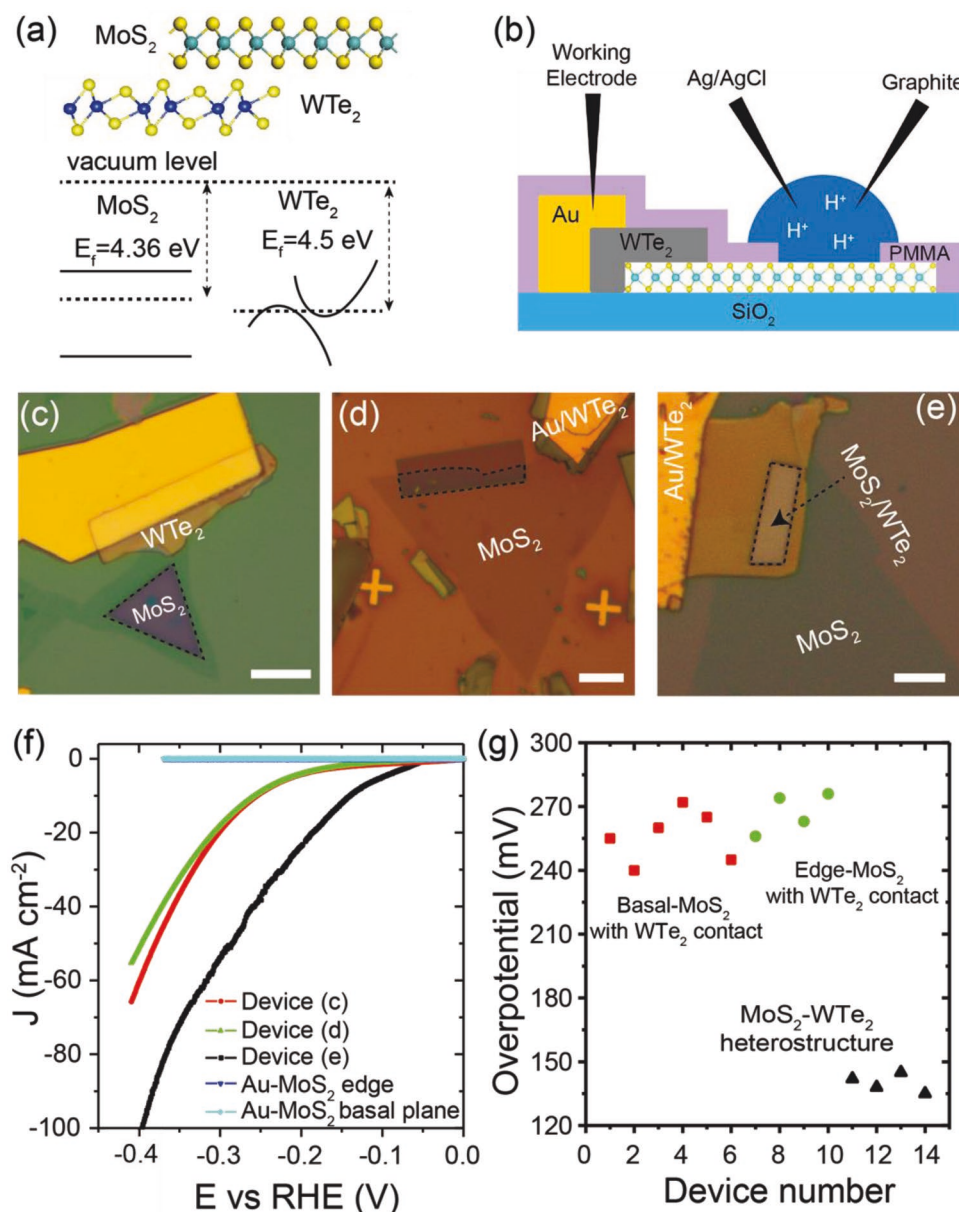 (a)
MoS₂
WTe₂
vacuum level
MoS₂
E_f=4.36 eV
WTe₂
E_f=4.5 eV
(b)
Working
Electrode
Ag/AgCl
Graphite
Au
WTe₂
H⁺
H⁺
H⁺
PMMA
SiO₂
(c)
WTe₂
MoS₂
(d)
Au/WTe₂
MoS₂
(e)
Au/WTe₂
MoS₂/WTe₂
MoS₂
(f)
J (mA cm⁻²)
0
-20
-40
-60
-80
-100
Device (c)
Device (d)
Device (e)
Au-MoS₂ edge
Au-MoS₂ basal plane
-0.4 -0.3 -0.2 -0.1 0.0
E vs RHE (V)
(g)
Overpotential (mV)
300
270
240
210
180
150
120
Basal-MoS₂
with WTe₂ contact
Edge-MoS₂
with WTe₂ contact
MoS₂-WTe₂
heterostructure
0 2 4 6 8 10 12 14
Device number